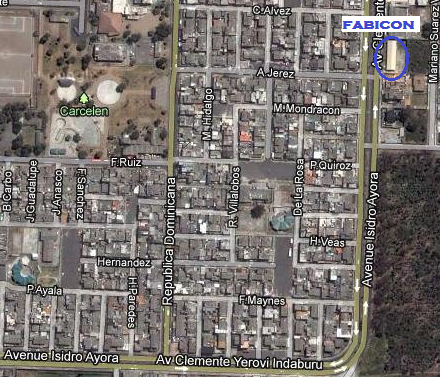 C.Alvez
FABICON
Av Cleme
Mariano Suarez V
A.Jerez
Carcelen
M.Hidalgo
M.Mondracon
F.Ruiz
P.Quiroz
B'Carbo
J'Guadalupe
J'Arasco
F.Sanchez
Republica Dominicana
R. Villalobos
De La Rosa
Avenue Isidro Ayora
H.Veas
Hernandez
P.Ayala
H.Paredes
F.Maynes
Avenue Isidro Ayora
Av Clemente Yerovi Indaburu